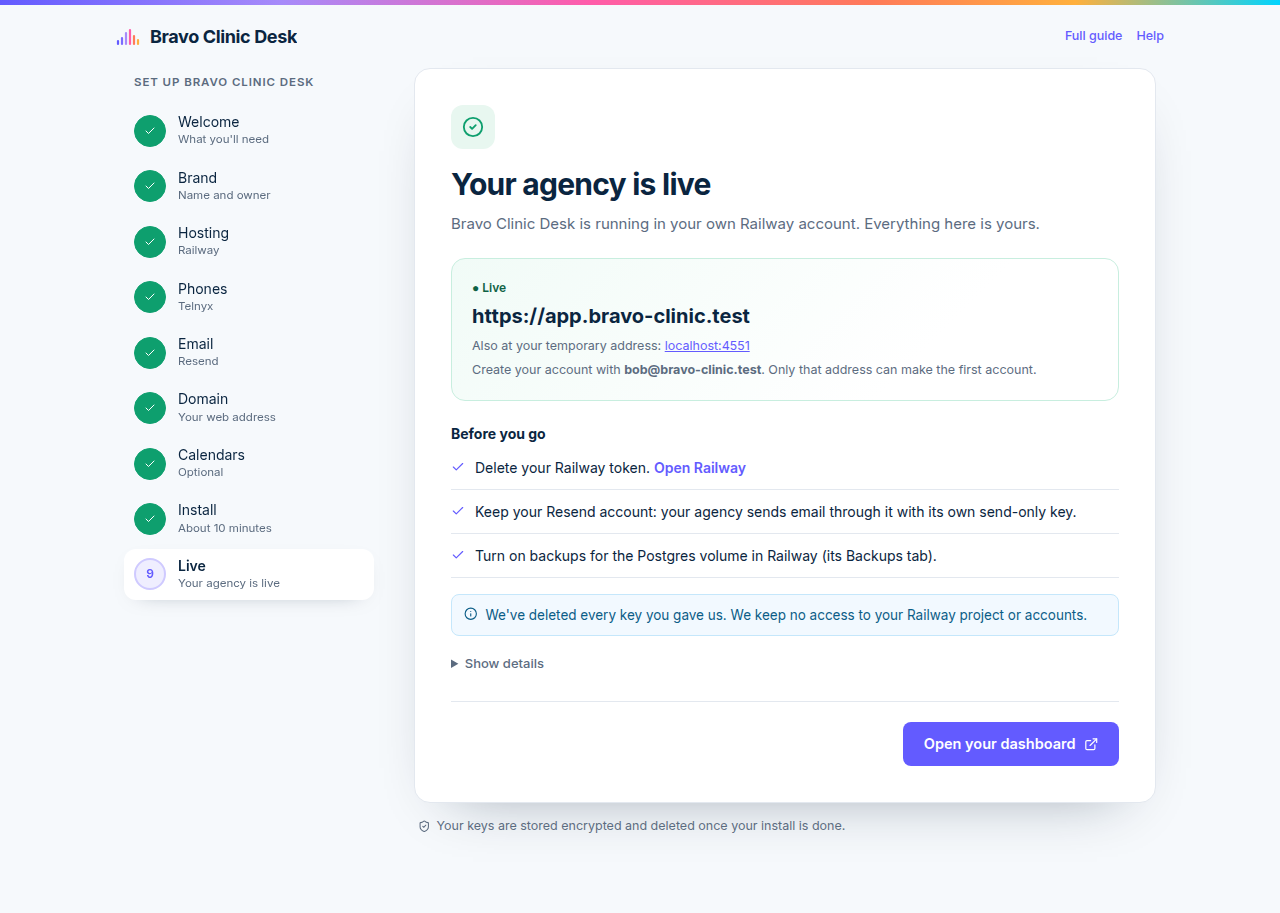 Bravo Clinic Desk
Full guide Help
SET UP BRAVO CLINIC DESK
Welcome
What you'll need
Brand
Name and owner
Hosting
Railway
Phones
Telnyx
Email
Resend
Domain
Your web address
Calendars
Optional
Install
About 10 minutes
9
Live
Your agency is live
Your agency is live
Bravo Clinic Desk is running in your own Railway account. Everything here is yours.
● Live
https://app.bravo-clinic.test
Also at your temporary address: localhost:4551
Create your account with bob@bravo-clinic.test. Only that address can make the first account.
Before you go
Delete your Railway token. Open Railway
Keep your Resend account: your agency sends email through it with its own send-only key.
Turn on backups for the Postgres volume in Railway (its Backups tab).
We've deleted every key you gave us. We keep no access to your Railway project or accounts.
Show details
Open your dashboard
Your keys are stored encrypted and deleted once your install is done.